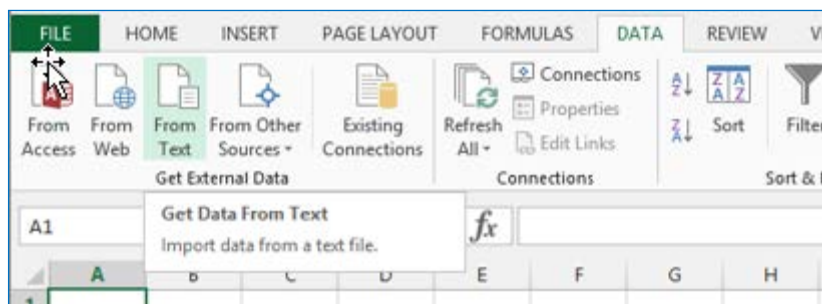 FILE HOME INSERT PAGE LAYOUT FORMULAS DATA REVIEW
From Access
From Web
From Text
From Other Sources
Existing Connections
Refresh All
Connections
Properties
Edit Links
Sort
Filter
Get External Data
Connections
Sort &
A1
fx
Get Data From Text
Import data from a text file.
A B C D E F G H
1